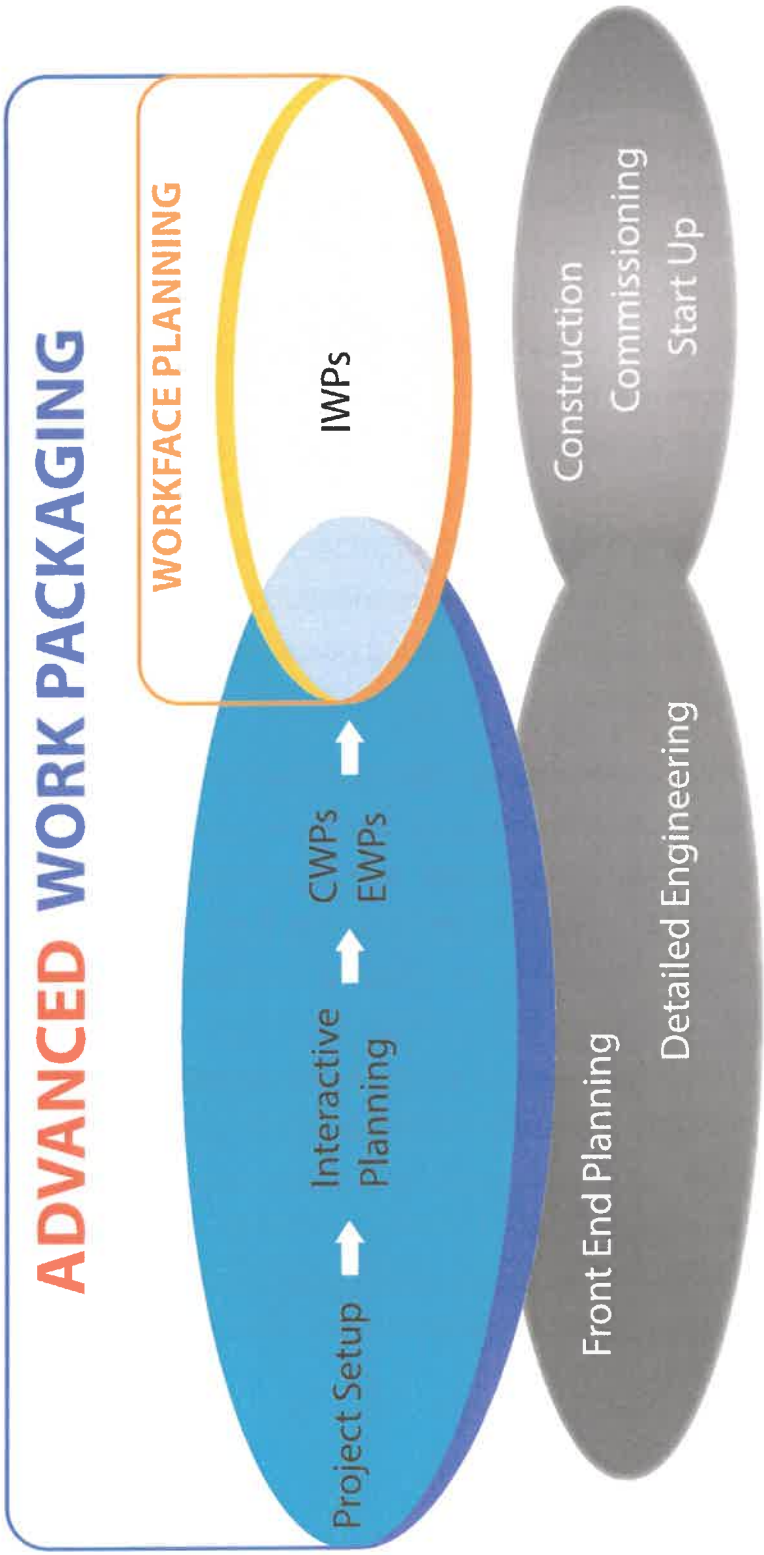 ADVANCED WORK PACKAGING
WORKFACE PLANNING
Project Setup
Interactive
Planning
CWPs
EWPs
IWPs
Front End Planning
Detailed Engineering
Construction
Commissioning
Start Up